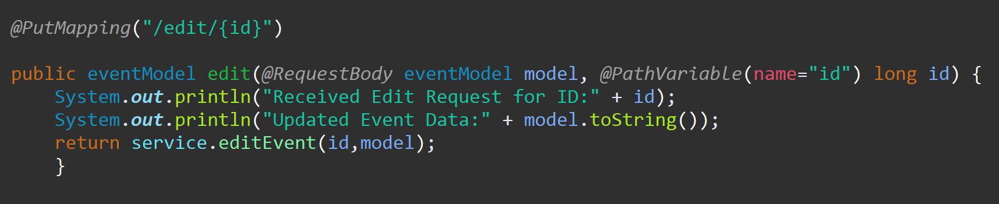 @PutMapping("/edit/{id}")
public eventModel edit(@RequestBody eventModel model, @PathVariable(name="id") long id) {
System.out.println("Received Edit Request for ID:" + id);
System.out.println("Updated Event Data:" + model.toString());
return service.editEvent(id,model);
}